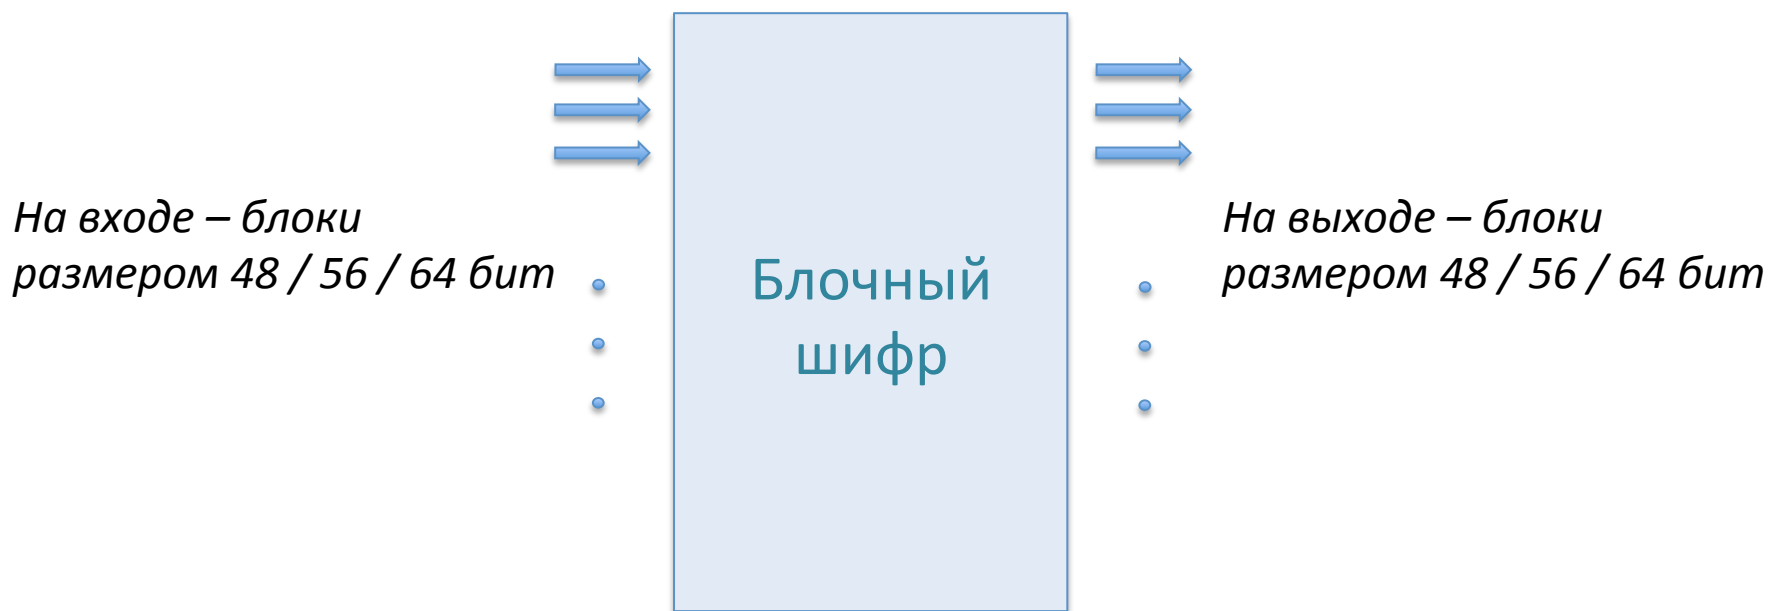 На входе – блоки
размером 48 / 56 / 64 бит
Блочный
шифр
На выходе – блоки
размером 48 / 56 / 64 бит